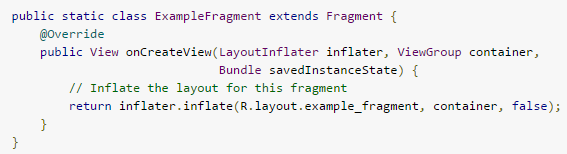 public static class ExampleFragment extends Fragment {
    @Override
    public View onCreateView(LayoutInflater inflater, ViewGroup container,
                             Bundle savedInstanceState) {
        // Inflate the layout for this fragment
        return inflater.inflate(R.layout.example_fragment, container, false);
    }
}